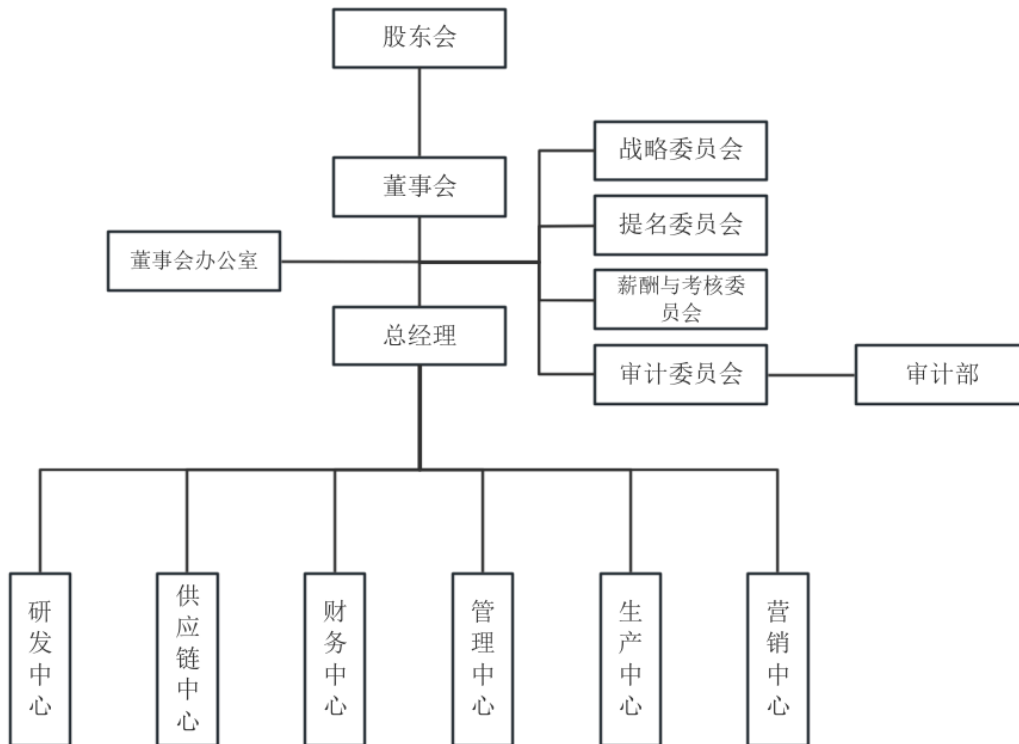 股东会
战略委员会
董事会
提名委员会
董事会办公室
薪酬与考核委
员会
总经理
审计委员会
审计部
研发中心
供应链中心
财务中心
管理中心
生产中心
营销中心